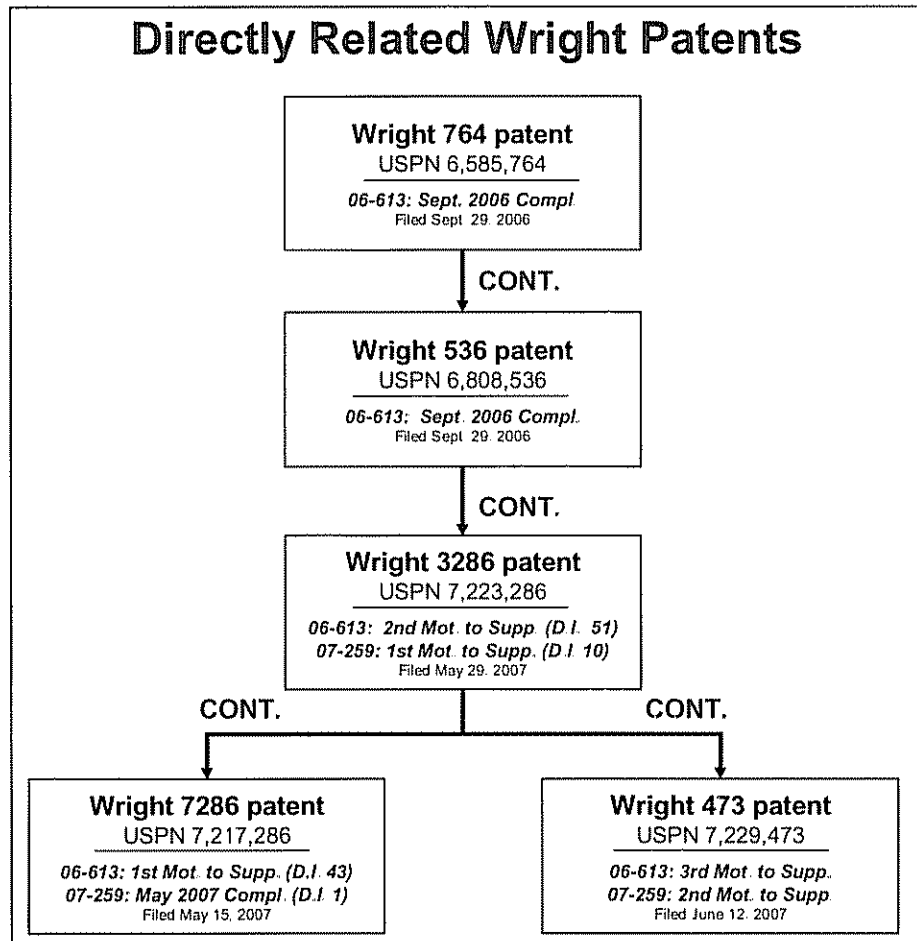 Directly Related Wright Patents
Wright 764 patent
USPN 6,585,764
06-613: Sept. 2006 Compl.
Filed Sept. 29. 2006
CONT.
Wright 536 patent
USPN 6,808,536
06-613: Sept. 2006 Compl.
Filed Sept. 29. 2006
CONT.
Wright 3286 patent
USPN 7,223,286
06-613: 2nd Mot. to Supp. (D.I. 51)
07-259: 1st Mot. to Supp. (D.I. 10)
Filed May 29. 2007
CONT. CONT.
Wright 7286 patent
USPN 7,217,286
06-613: 1st Mot. to Supp. (D.I. 43)
07-259: May 2007 Compl. (D.I. 1)
Filed May 15, 2007
Wright 473 patent
USPN 7,229,473
06-613: 3rd Mot. to Supp.
07-259: 2nd Mot. to Supp.
Filed June 12. 2007